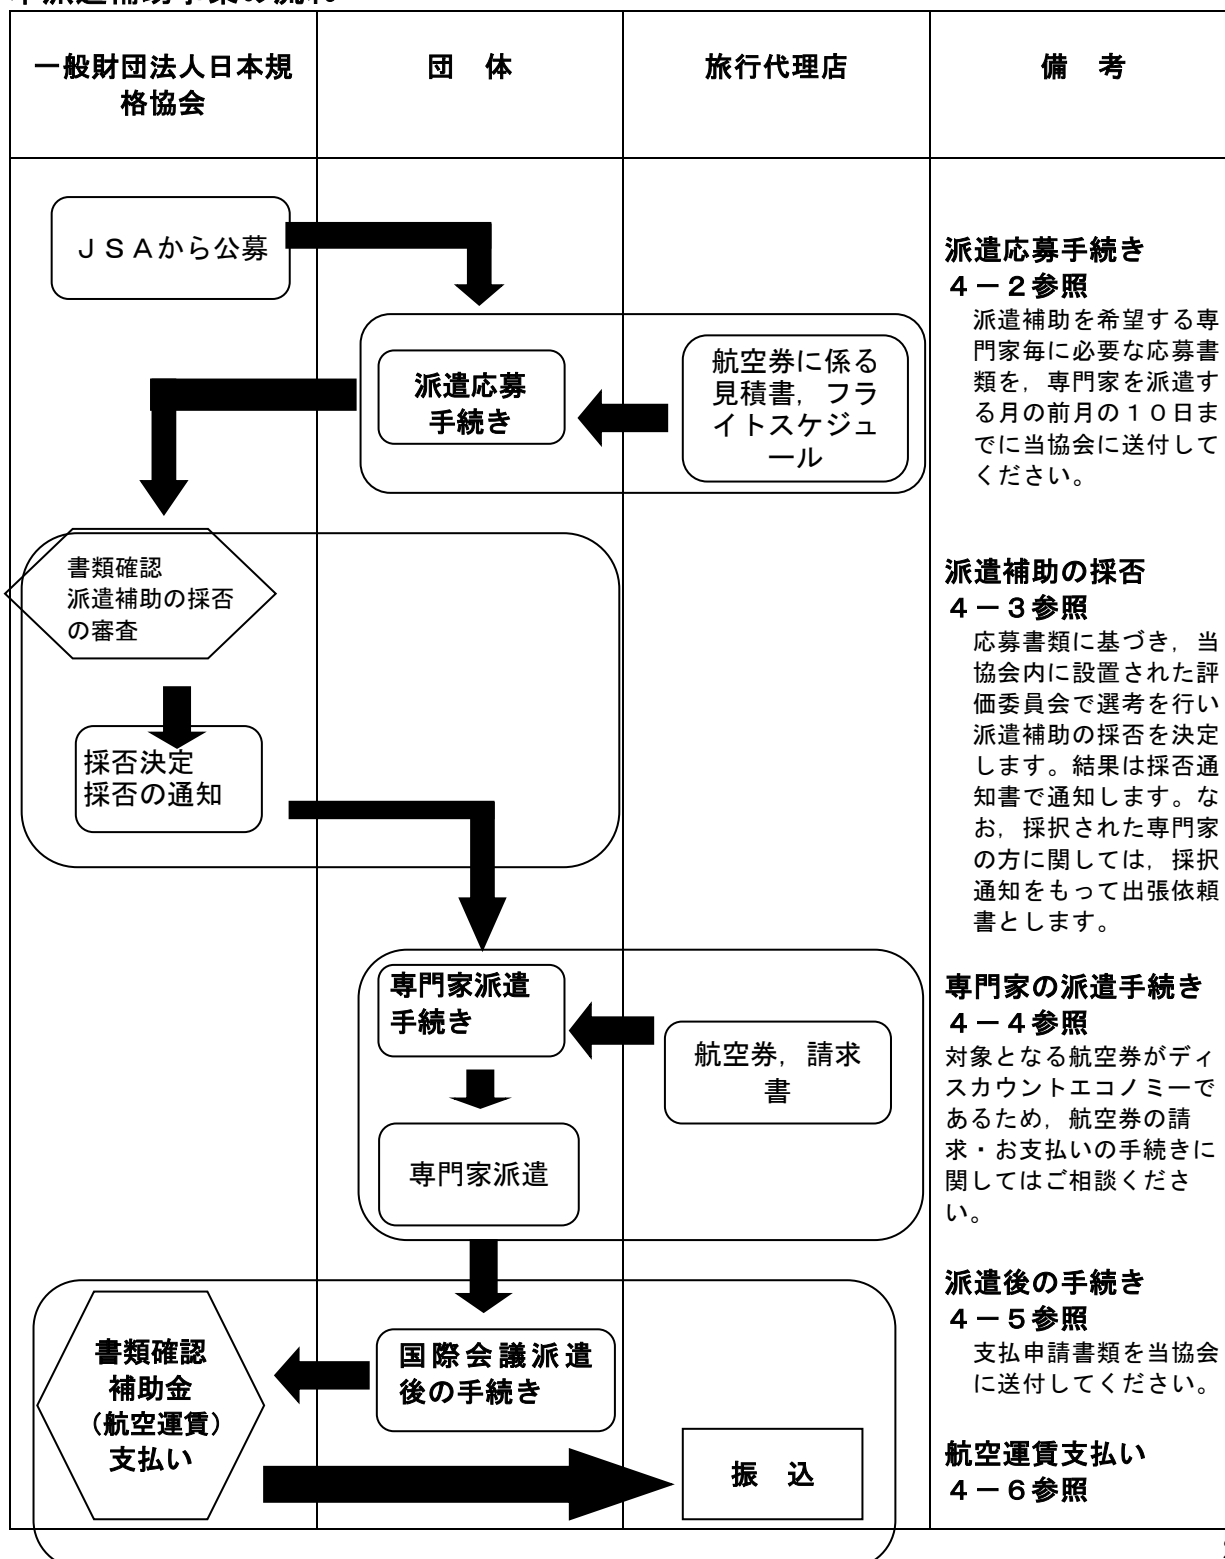 一般財団法人日本規
格協会
団　体
旅行代理店
備　考
ＪＳＡから公募
派遣応募
手続き
航空券に係る
見積書，フラ
イトスケジュ
ール
派遣応募手続き
４－２参照
派遣補助を希望する専
門家毎に必要な応募書
類を，専門家を派遣す
る月の前月の１０日ま
でに当協会に送付して
ください。
書類確認
派遣補助の採否
の審査
採否決定
採否の通知
派遣補助の採否
４－３参照
応募書類に基づき，当
協会内に設置された評
価委員会で選考を行い
派遣補助の採否を決定
します。結果は採否通
知書で通知します。な
お，採択された専門家
の方に関しては，採択
通知をもって出張依頼
書とします。
専門家派遣
手続き
航空券，請求
書
専門家派遣
専門家の派遣手続き
４－４参照
対象となる航空券がディ
スカウントエコノミーで
あるため，航空券の請
求・お支払いの手続きに
関してはご相談くださ
い。
書類確認
補助金
（航空運賃）
支払い
国際会議派遣
後の手続き
振　込
派遣後の手続き
４－５参照
支払申請書類を当協会
に送付してください。
航空運賃支払い
４－６参照